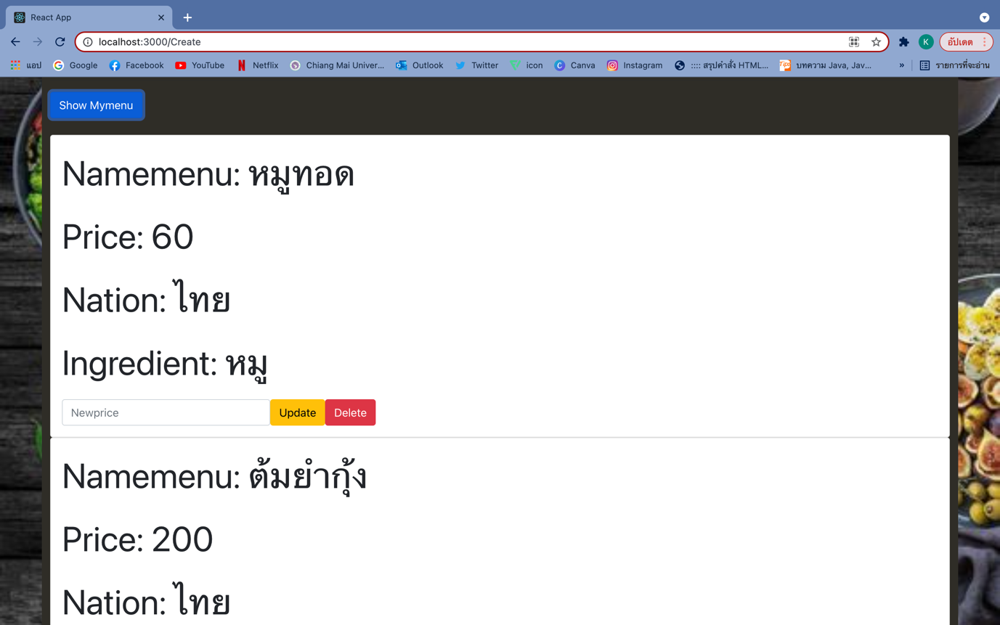 React App
localhost:3000/Create
K
อัปเดต
แอป
Google
Facebook
YouTube
Netflix
Chiang Mai Univer...
Outlook
Twitter
icon
Canva
Instagram
:::: สรุปคำสั่ง HTML...
Tips
บทความ Java, Jav...
»
รายการที่จะอ่าน
Show Mymenu
Namemenu: หมูทอด
Price: 60
Nation: ไทย
Ingredient: หมู
Newprice
Update
Delete
Namemenu: ต้มยำกุ้ง
Price: 200
Nation: ไทย